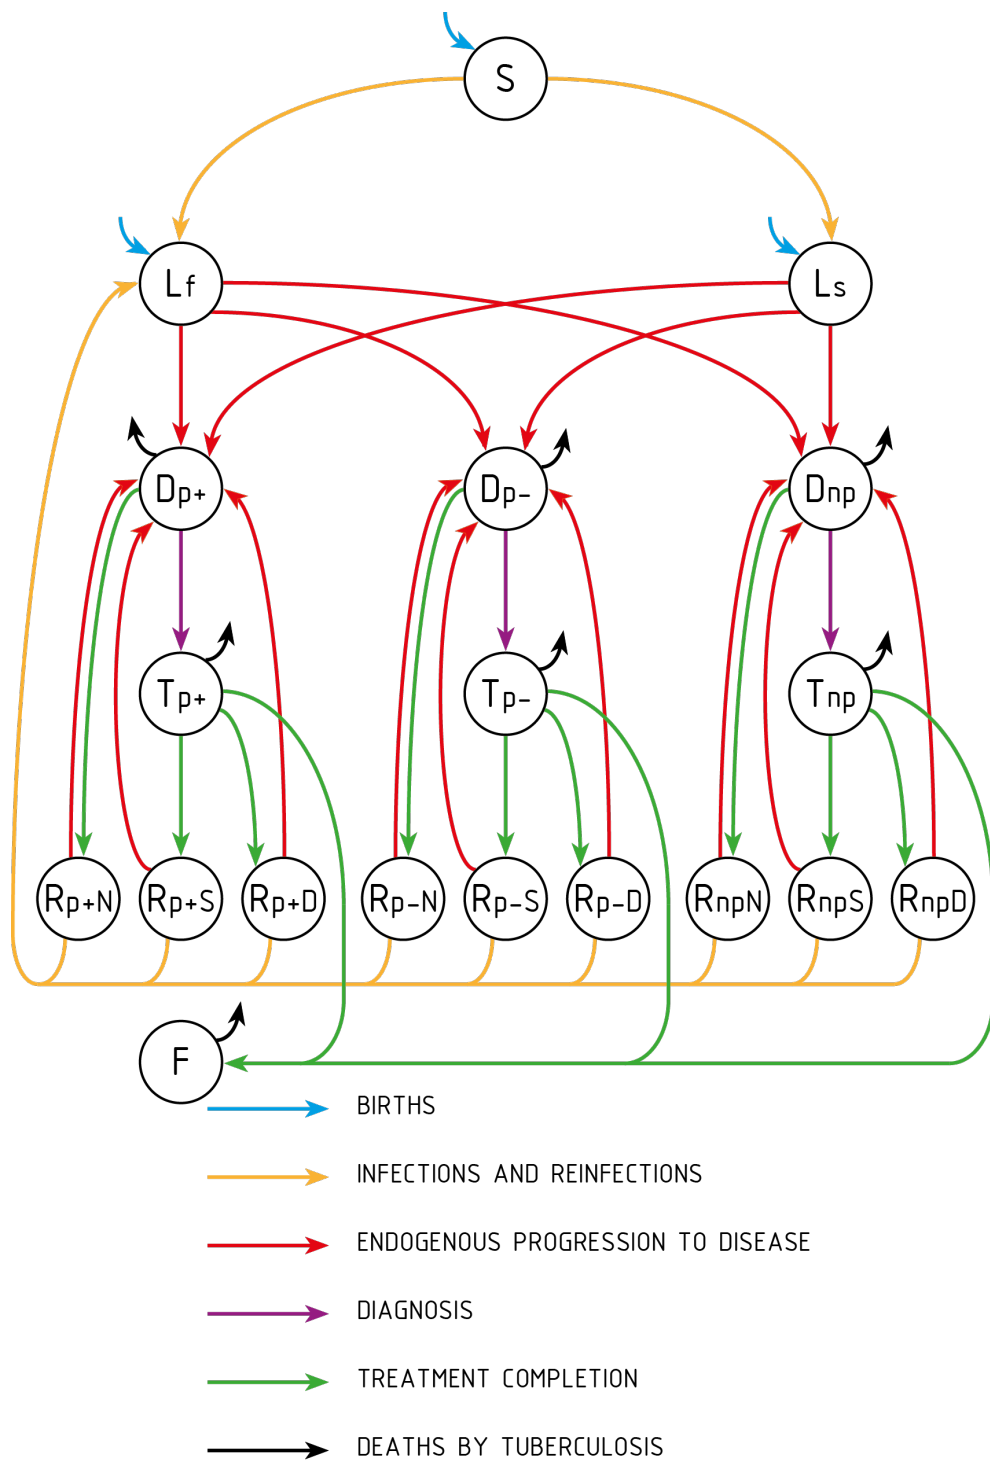 S
Lf
Ls
Dp+
Dp-
Dnp
Tp+
Tp-
Tnp
Rp+N
Rp+S
Rp+D
Rp-N
Rp-S
Rp-D
RnpN
RnpS
RnpD
F
BIRTHS
INFECTIONS AND REINFECTIONS
ENDOGENOUS PROGRESSION TO DISEASE
DIAGNOSIS
TREATMENT COMPLETION
DEATHS BY TUBERCULOSIS